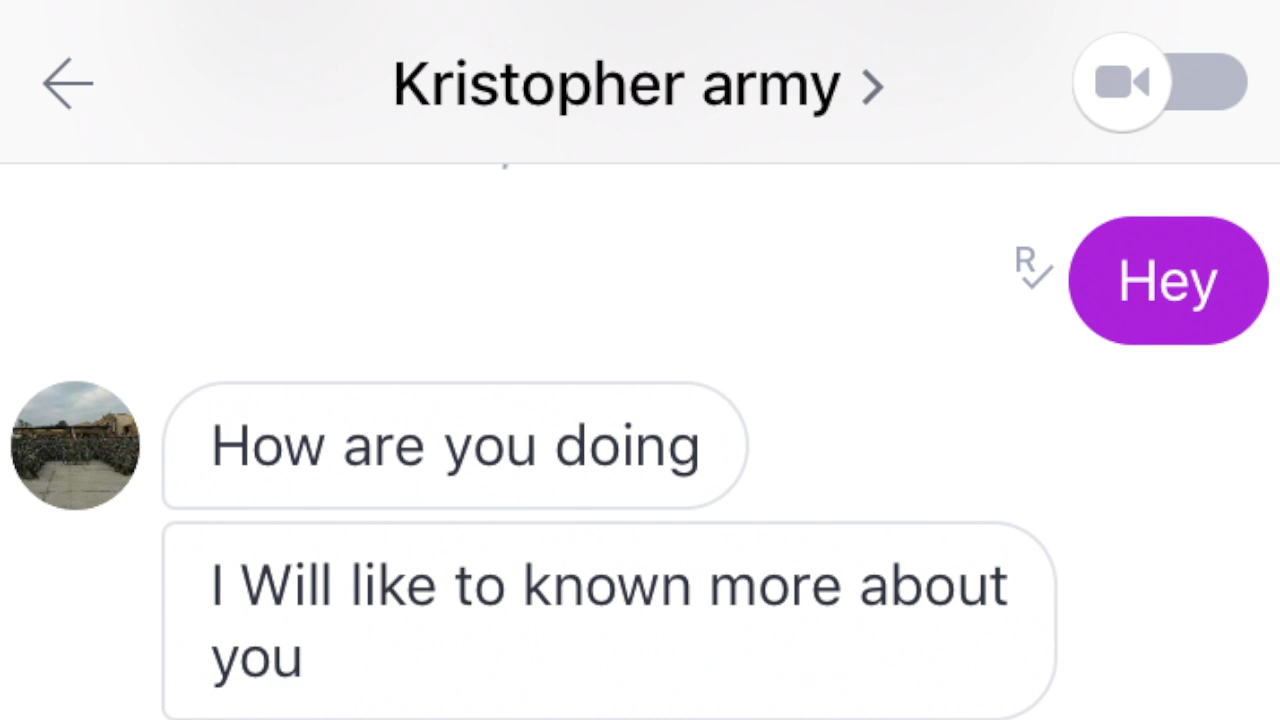 Kristopher army
R
Hey
How are you doing
I Will like to known more about
you